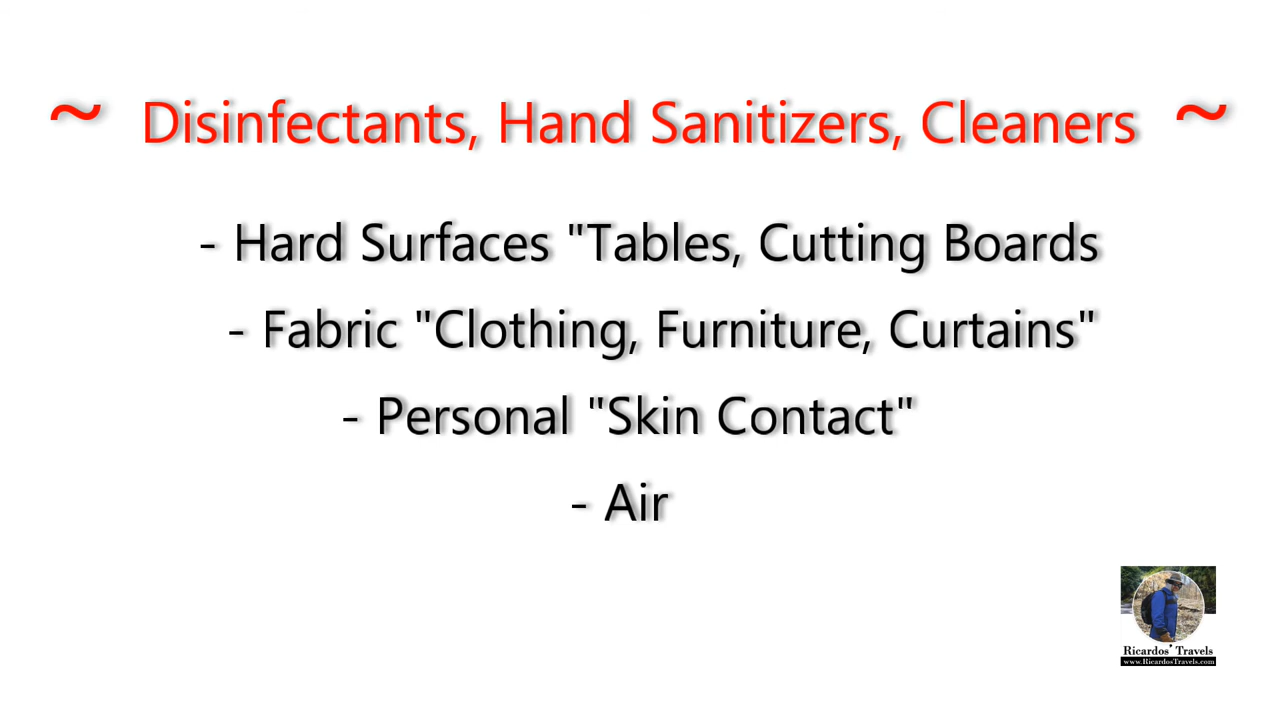 ~ Disinfectants, Hand Sanitizers, Cleaners ~
- Hard Surfaces "Tables, Cutting Boards
- Fabric "Clothing, Furniture, Curtains"
- Personal "Skin Contact"
- Air
Ricardos' Travels
www.RicardosTravels.com